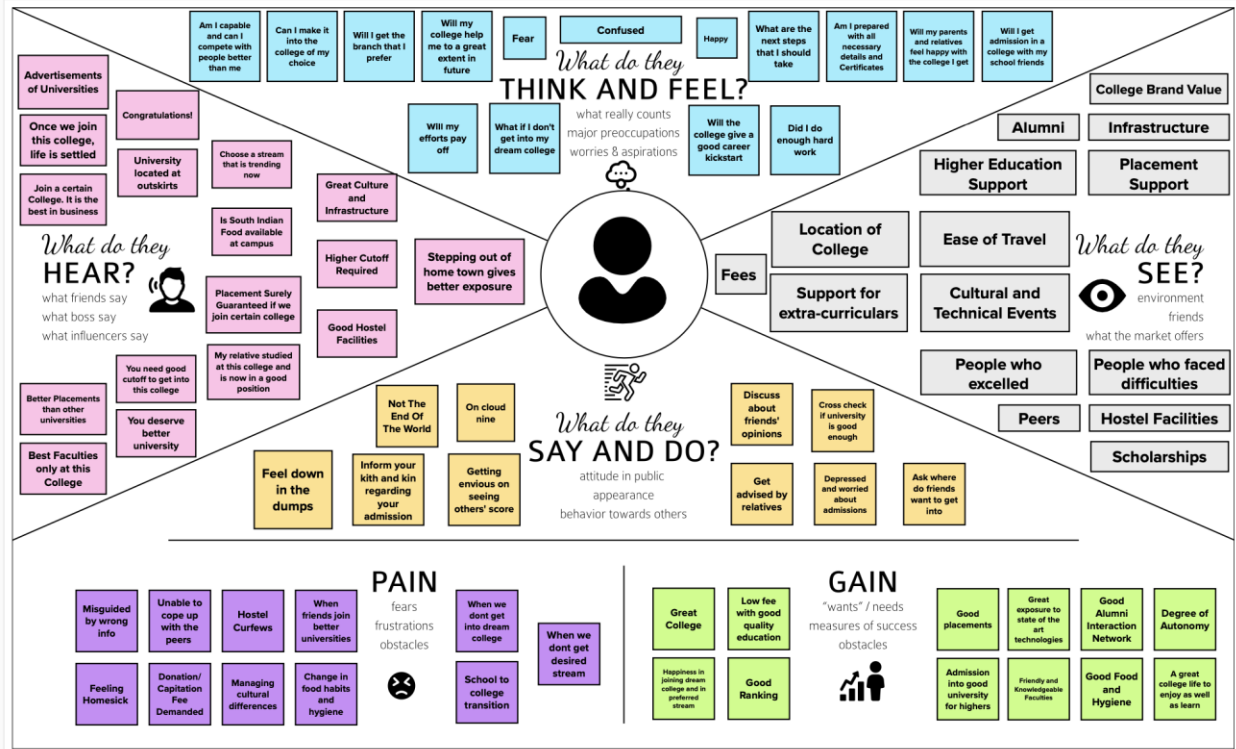 Am I capable
and can I
compete with
people better
than me
Can I make it
into the
college of my
choice
Will I get the
branch that I
prefer
Will my
college help
me to a great
extent in
future
Fear
Confused
Happy
What are the
next steps
that I should
take
Am I prepared
with all
necessary
details and
Certificates
Will my parents
and relatives
feel happy with
the college I get
Will I get
admission in a
college with my
school friends
What do they
THINK AND FEEL?
what really counts
major preoccupations
worries & aspirations
Will my
efforts pay
off
What if I don't
get into my
dream college
Will the
college give a
good career
kickstart
Did I do
enough hard
work
Advertisements
of Universities
Congratulations!
Once we join
this college,
life is settled
University
located at
outskirts
Choose a stream
that is trending
now
Join a certain
College. It is the
best in business
Great Culture
and
Infrastructure
Is South Indian
Food available
at campus
What do they
HEAR?
what friends say
what boss say
what influencers say
Higher Cutoff
Required
Stepping out of
home town gives
better exposure
Placement Surely
Guaranteed if we
join certain college
Good Hostel
Facilities
You need good
cutoff to get into
this college
My relative studied
at this college and
is now in a good
position
Better Placements
than other
universities
You deserve
better
university
Best Faculties
only at this
College
College Brand Value
Alumni
Infrastructure
Higher Education
Support
Placement
Support
Location of
College
Ease of Travel
Fees
Support for
extra-curriculars
Cultural and
Technical Events
What do they
SEE?
environment
friends
what the market offers
People who
excelled
People who faced
difficulties
Peers
Hostel Facilities
Scholarships
Not The
End Of
The World
On cloud
nine
What do they
SAY AND DO?
attitude in public
appearance
behavior towards others
Feel down
in the
dumps
Inform your
kith and kin
regarding
your
admission
Getting
envious on
seeing
others' score
Discuss
about
friends'
opinions
Cross check
if university
is good
enough
Get
advised by
relatives
Depressed
and worried
about
admissions
Ask where do
friends
want to get
into
PAIN
fears
frustrations
obstacles
Misguided
by wrong
info
Unable to
cope up
with the
peers
Hostel
Curfews
When
friends join
better
universities
When we
dont get
into dream
college
When we
dont get
desired
stream
Feeling
Homesick
Donation/
Capitation
Fee
Demanded
Managing
cultural
differences
Change in
food habits
and
hygiene
School to
college
transition
GAIN
"wants" / needs
measures of success
obstacles
Great
College
Low fee
with good
quality
education
Good
placements
Great
exposure to
state of the
art
technologies
Good
Alumni
Interaction
Network
Degree of
Autonomy
Happiness in
joining dream
college and in
preferred
stream
Good
Ranking
Admission
into good
university
for highers
Friendly and
Knowledgeable
Faculties
Good Food
and
Hygiene
A great
college life to
enjoy as well
as learn